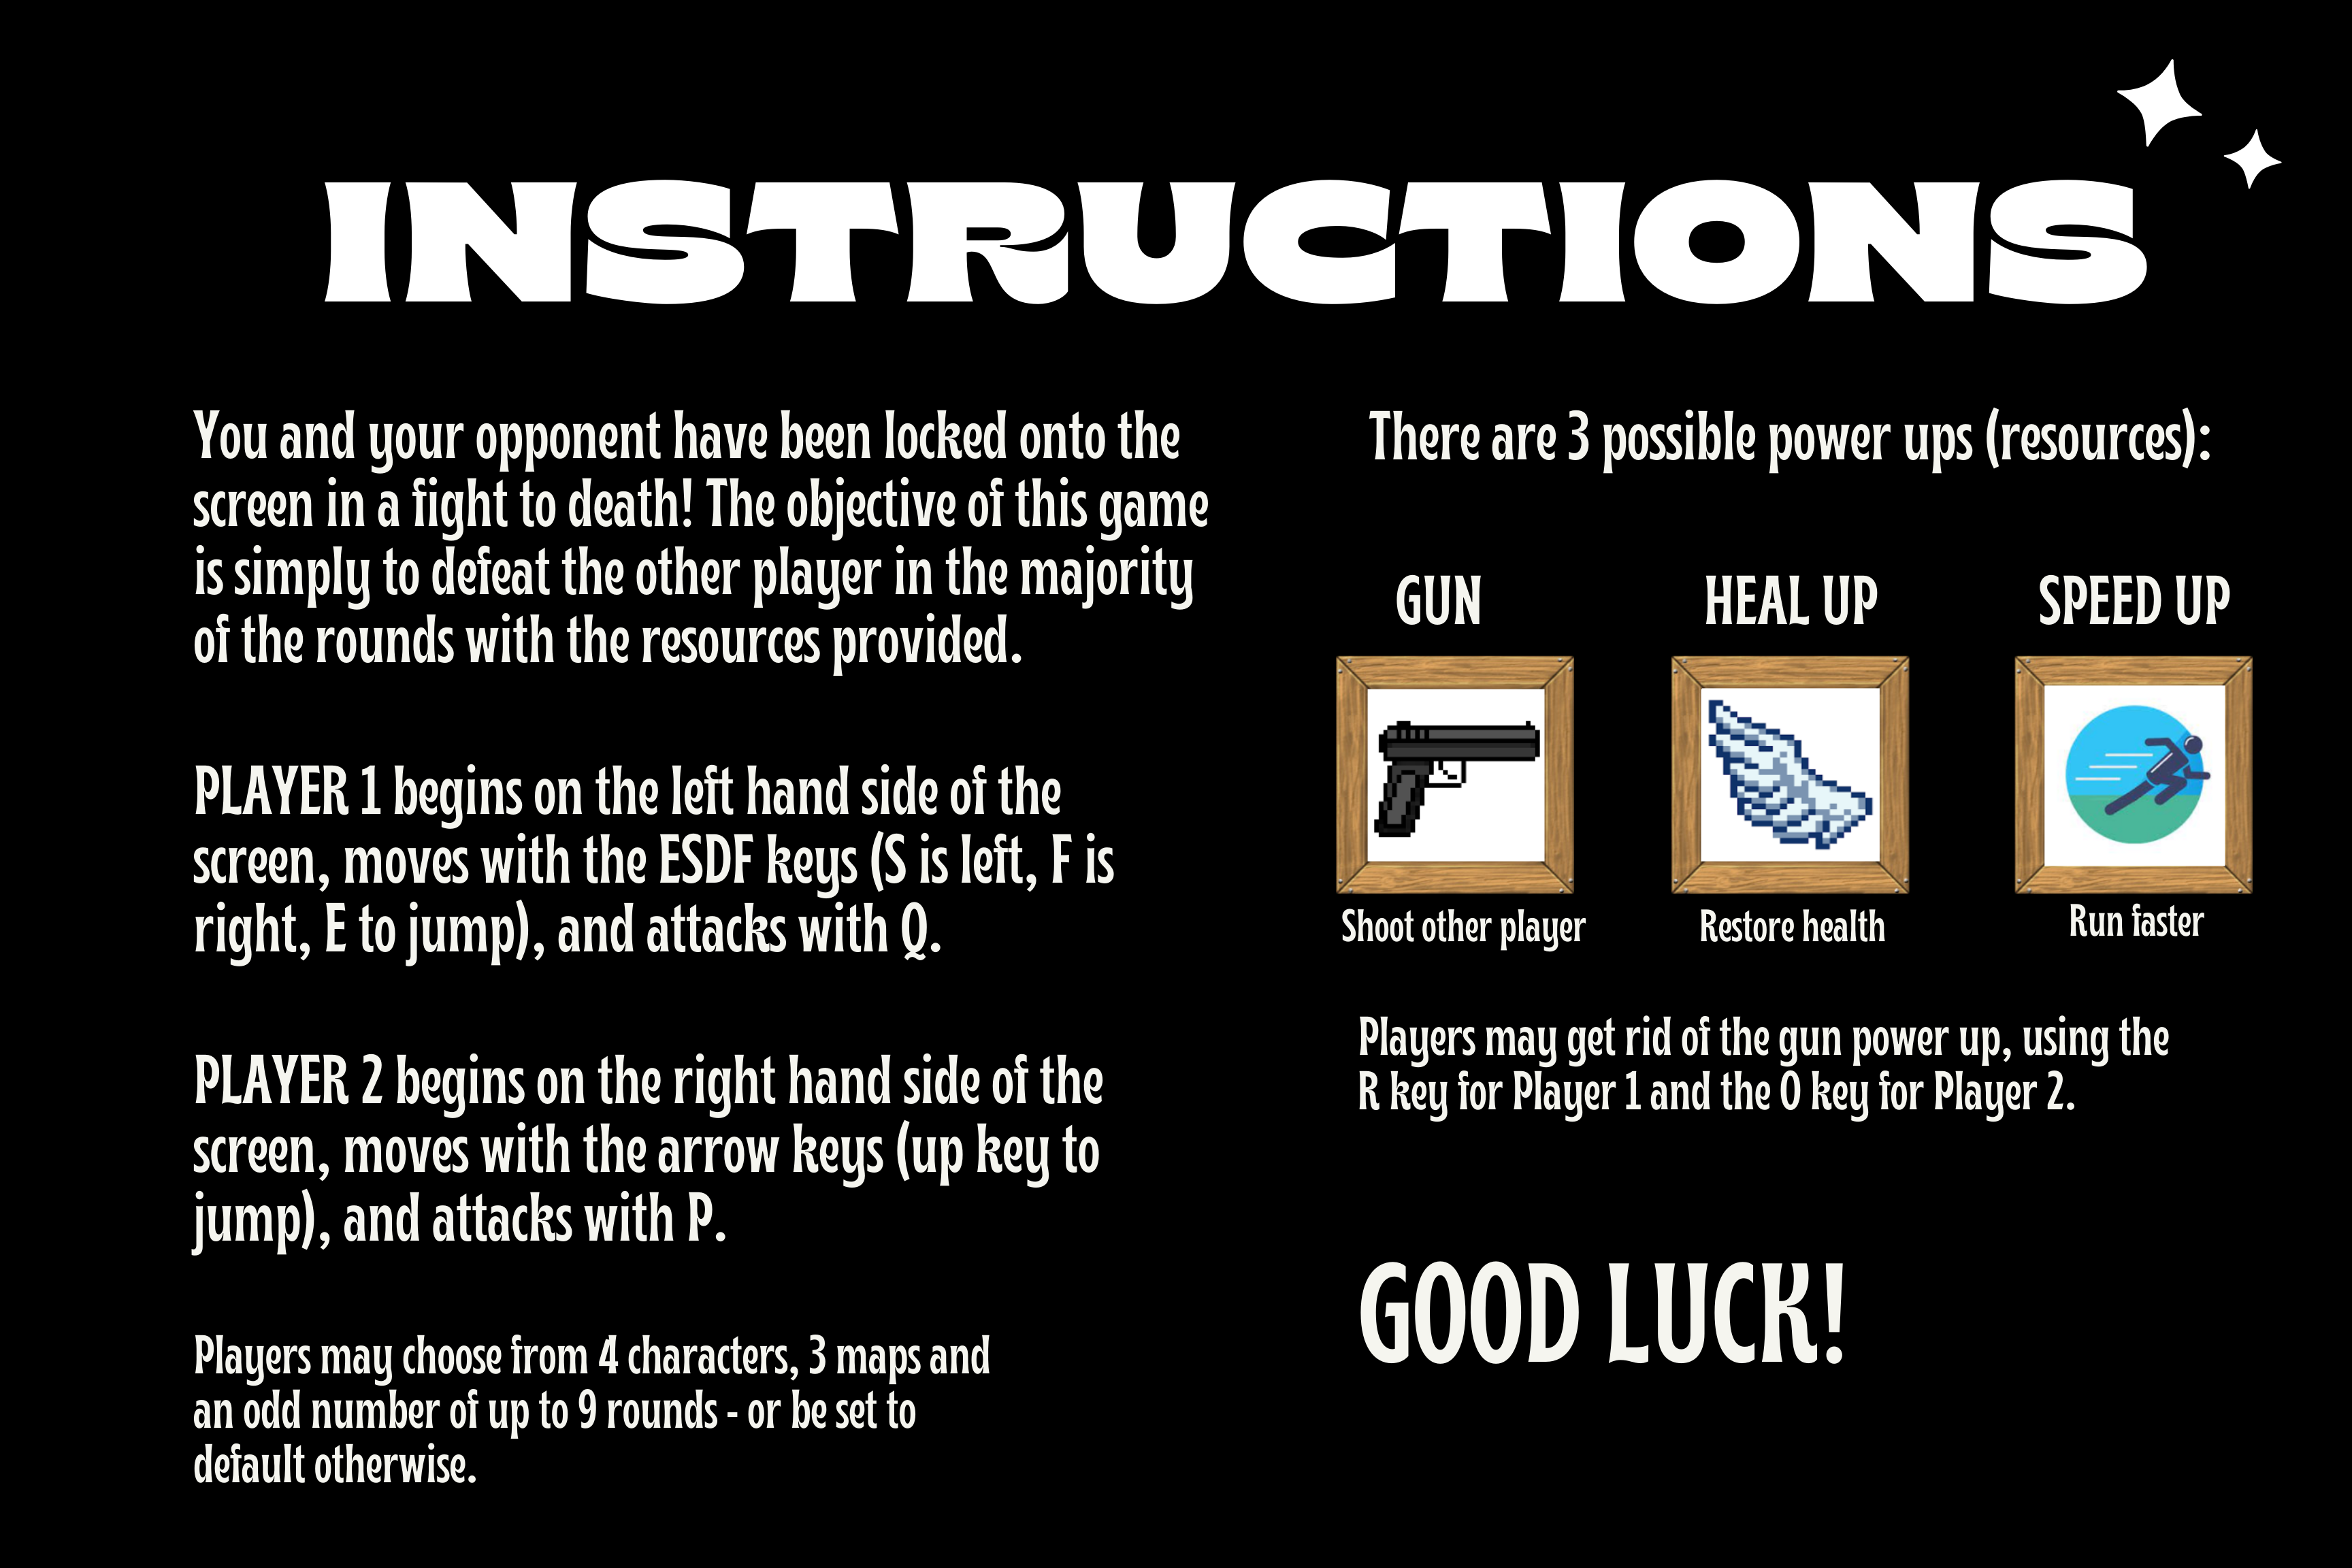 INSTRUCTIONS
You and your opponent have been locked onto the
screen in a fight to death! The objective of this game
is simply to defeat the other player in the majority
of the rounds with the resources provided.
PLAYER 1 begins on the left hand side of the
screen, moves with the ESDF keys (S is left, F is
right, E to jump), and attacks with Q.
PLAYER 2 begins on the right hand side of the
screen, moves with the arrow keys (up key to
jump), and attacks with P.
Players may choose from 4 characters, 3 maps and
an odd number of up to 9 rounds - or be set to
default otherwise.
There are 3 possible power ups (resources):
GUN
HEAL UP
SPEED UP
Shoot other player
Restore health
Run faster
Players may get rid of the gun power up, using the
R key for Player 1 and the O key for Player 2.
GOOD LUCK!